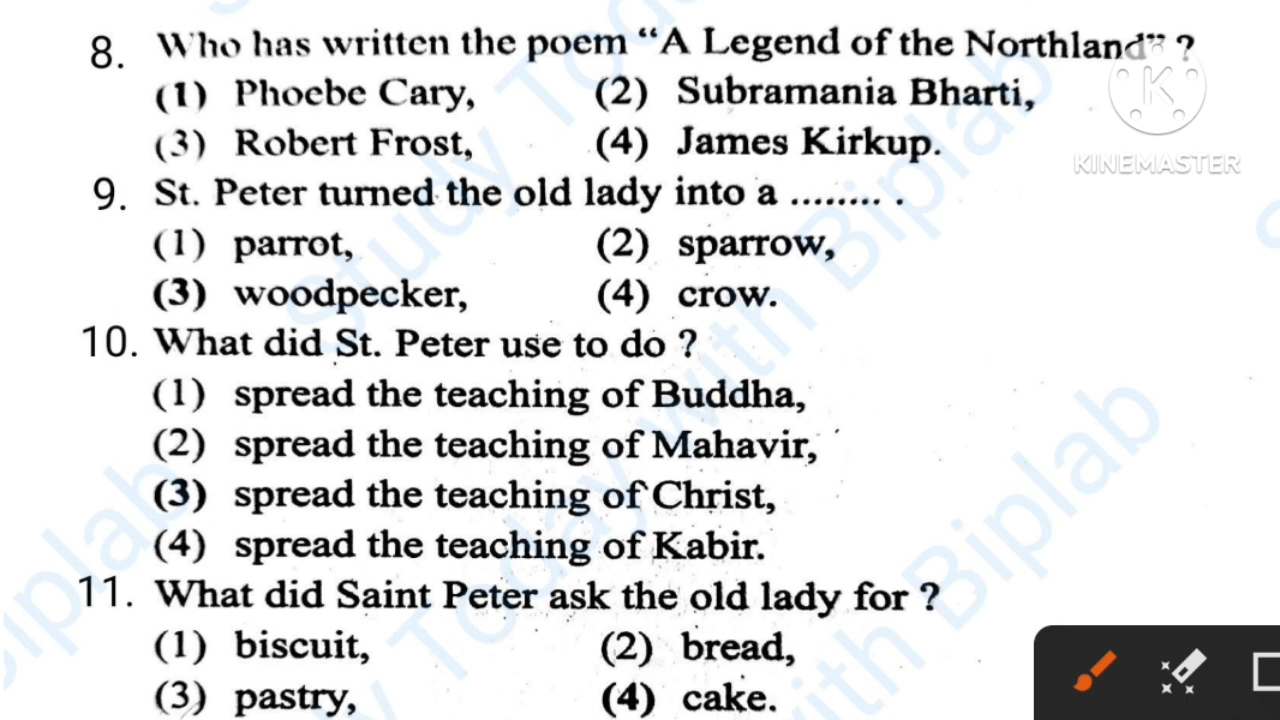 8. Who has written the poem “A Legend of the Northland” ?
(1) Phoebe Cary, (2) Subramania Bharti,
(3) Robert Frost, (4) James Kirkup.
K
KINEMASTER
9. St. Peter turned the old lady into a ........ .
(1) parrot, (2) sparrow,
(3) woodpecker, (4) crow.
10. What did St. Peter use to do ?
(1) spread the teaching of Buddha,
(2) spread the teaching of Mahavir,
(3) spread the teaching of Christ,
(4) spread the teaching of Kabir.
11. What did Saint Peter ask the old lady for ?
(1) biscuit, (2) bread,
(3) pastry, (4) cake.
Study Today with Biplab